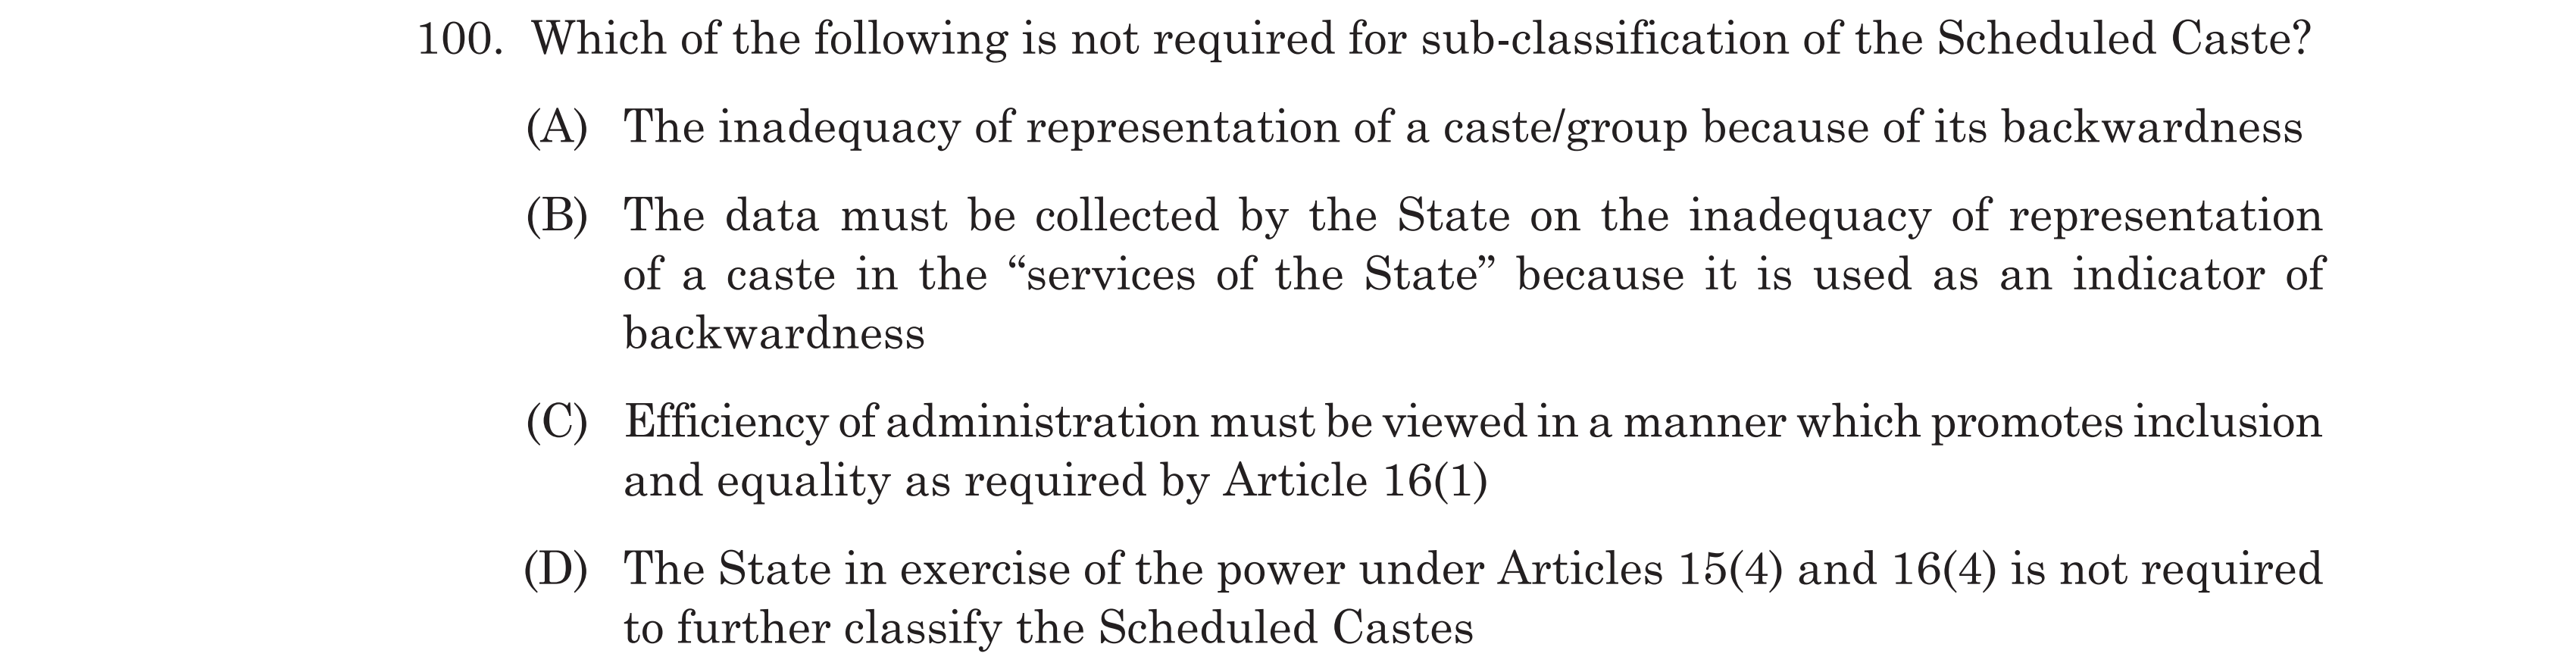 100. Which of the following is not required for sub-classification of the Scheduled Caste?
(A) The inadequacy of representation of a caste/group because of its backwardness
(B) The data must be collected by the State on the inadequacy of representation
of a caste in the “services of the State” because it is used as an indicator of
backwardness
(C) Efficiency of administration must be viewed in a manner which promotes inclusion
and equality as required by Article 16(1)
(D) The State in exercise of the power under Articles 15(4) and 16(4) is not required
to further classify the Scheduled Castes